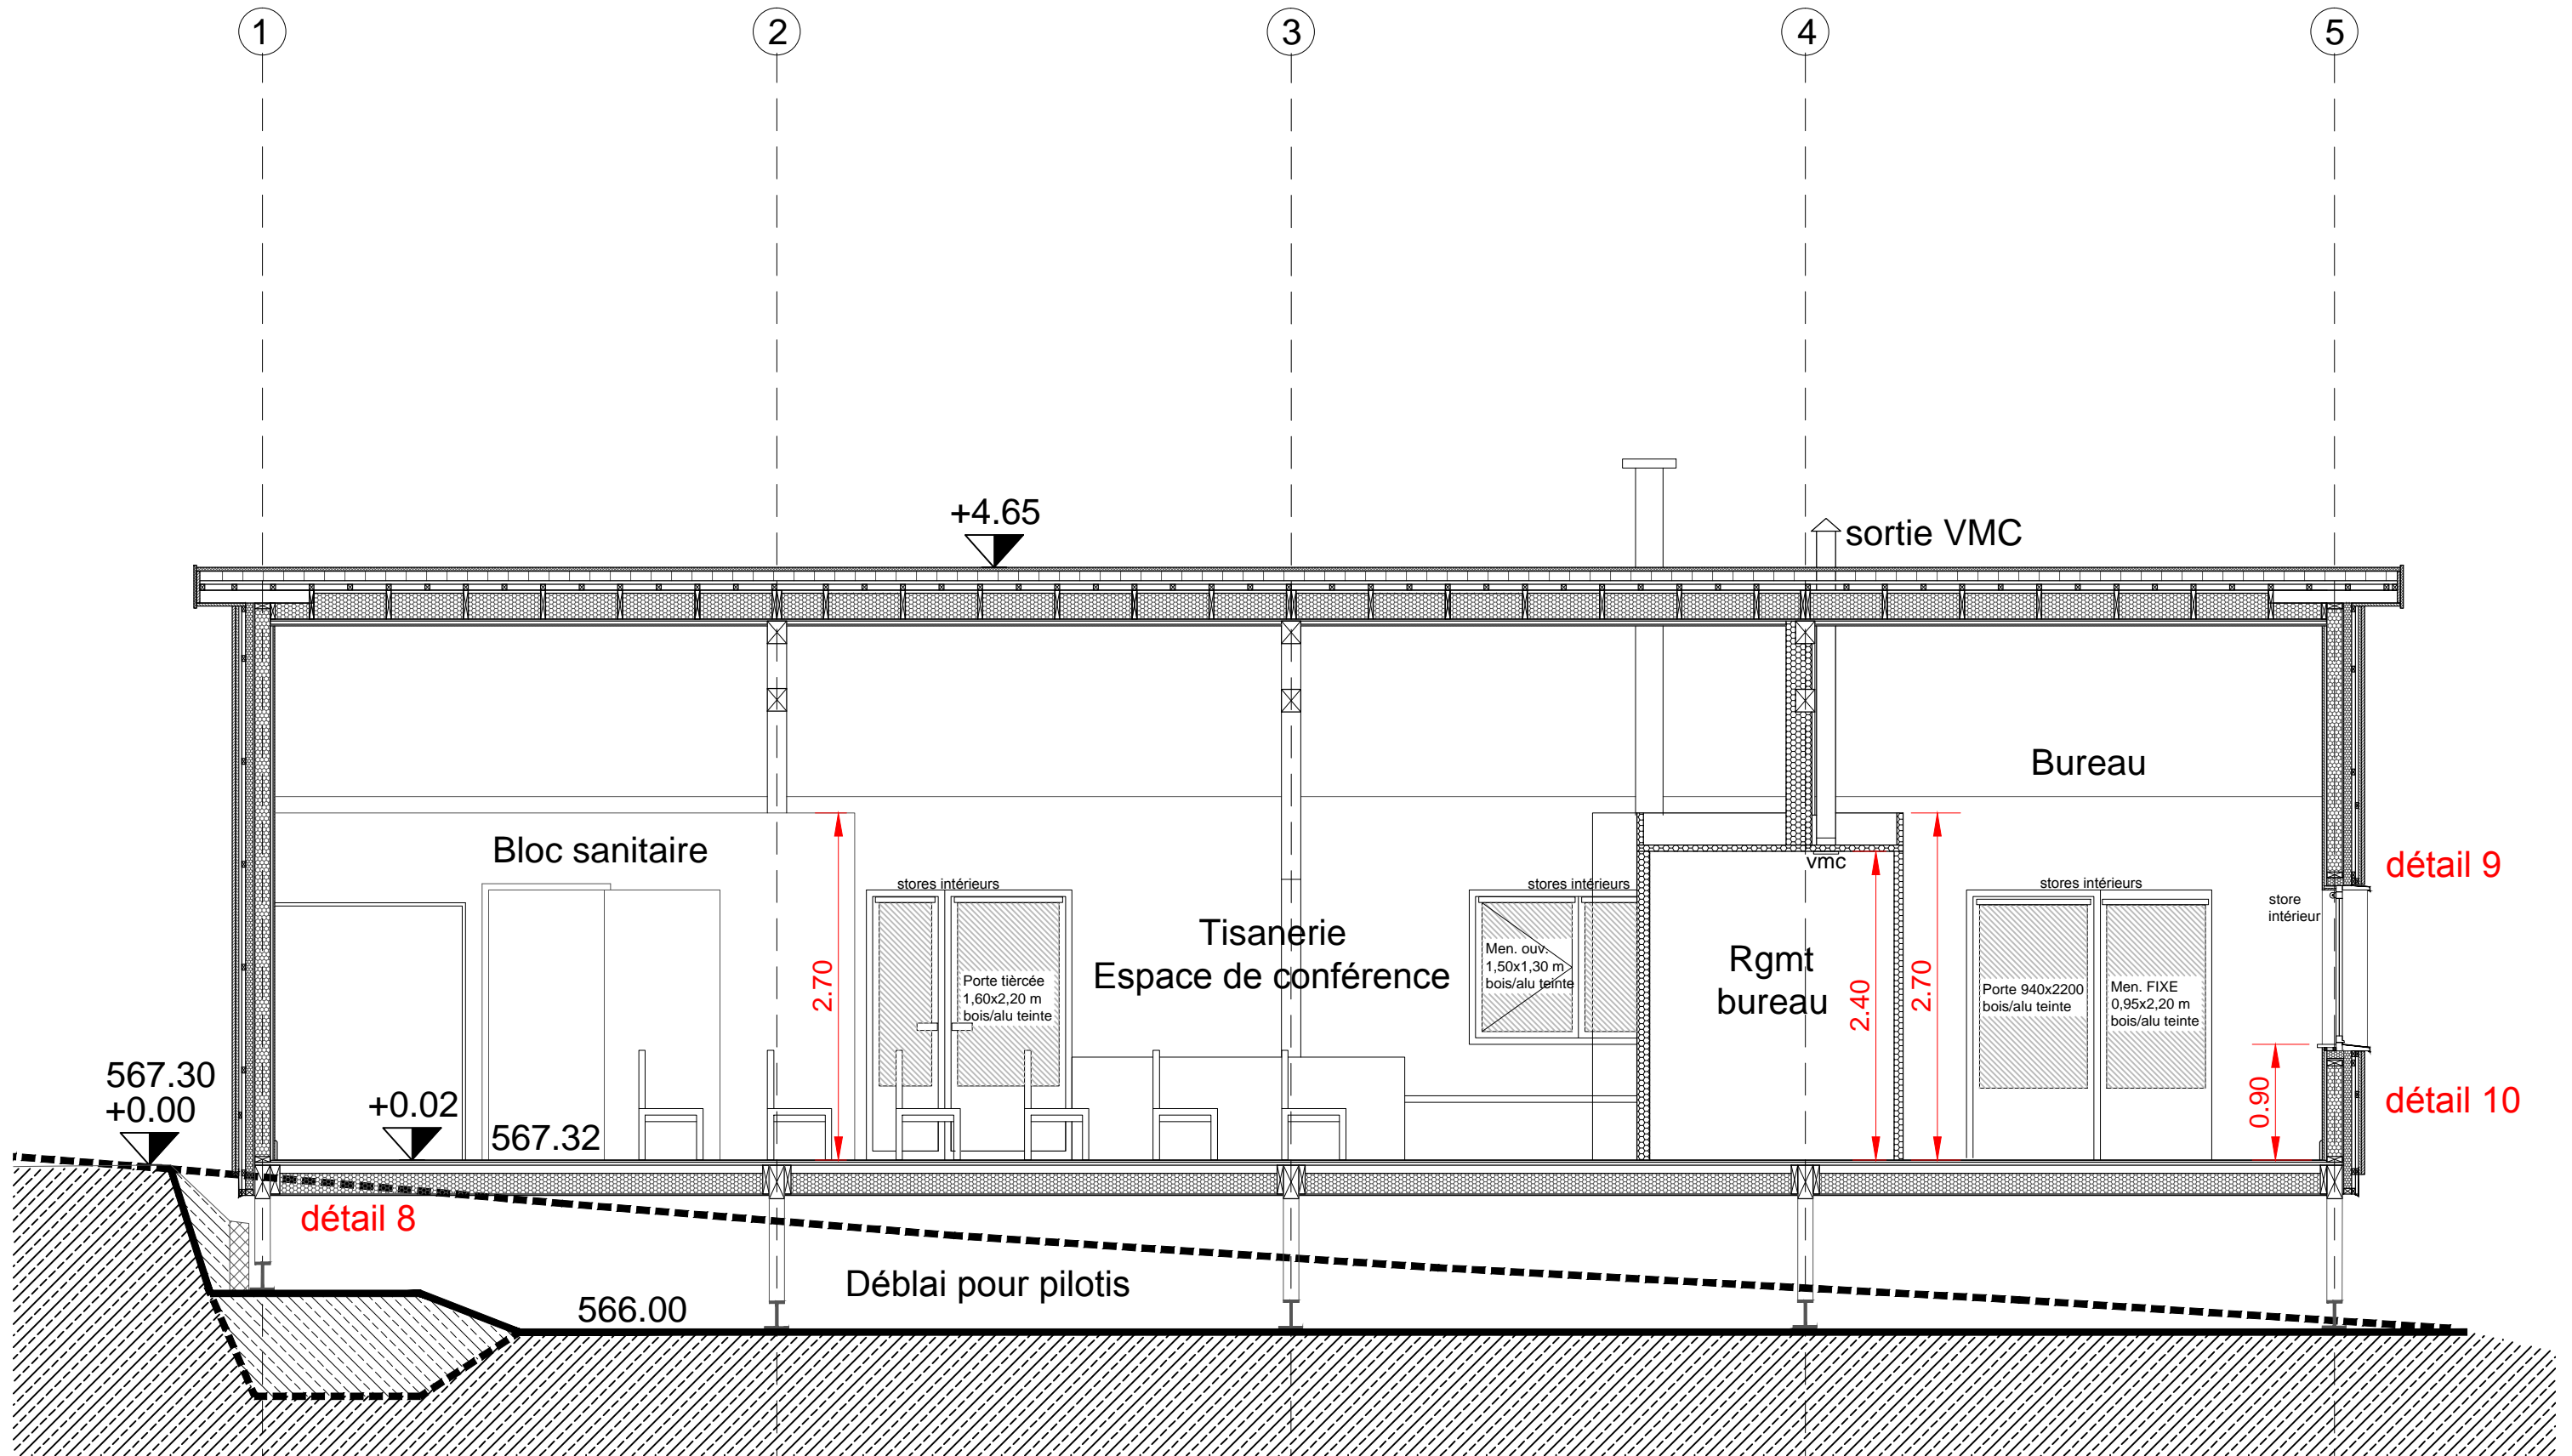 1
2
3
4
5
+4.65
sortie VMC
Bureau
Bloc sanitaire
vmc
détail 9
stores intérieurs
stores intérieurs
stores intérieurs
store
intérieur
Tisanerie
Espace de conférence
Men. ouv.
1,50x1,30 m
bois/alu teinte
Rgmt
bureau
2.70
2.40
2.70
Porte tièrcée
1,60x2,20 m
bois/alu teinte
Porte 940x2200
bois/alu teinte
Men. FIXE
0,95x2,20 m
bois/alu teinte
567.30
+0.00
+0.02
567.32
0.90
détail 10
détail 8
Déblai pour pilotis
566.00